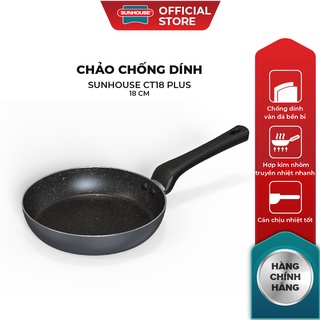 SUNHOUSE
OFFICIAL
STORE
CHẢO CHỐNG DÍNH
SUNHOUSE CT18 PLUS
18 CM
Chống dính
vân đá bền bỉ
Hợp kim nhôm
truyền nhiệt nhanh
Cán chịu nhiệt tốt
HÀNG
CHÍNH
HÃNG